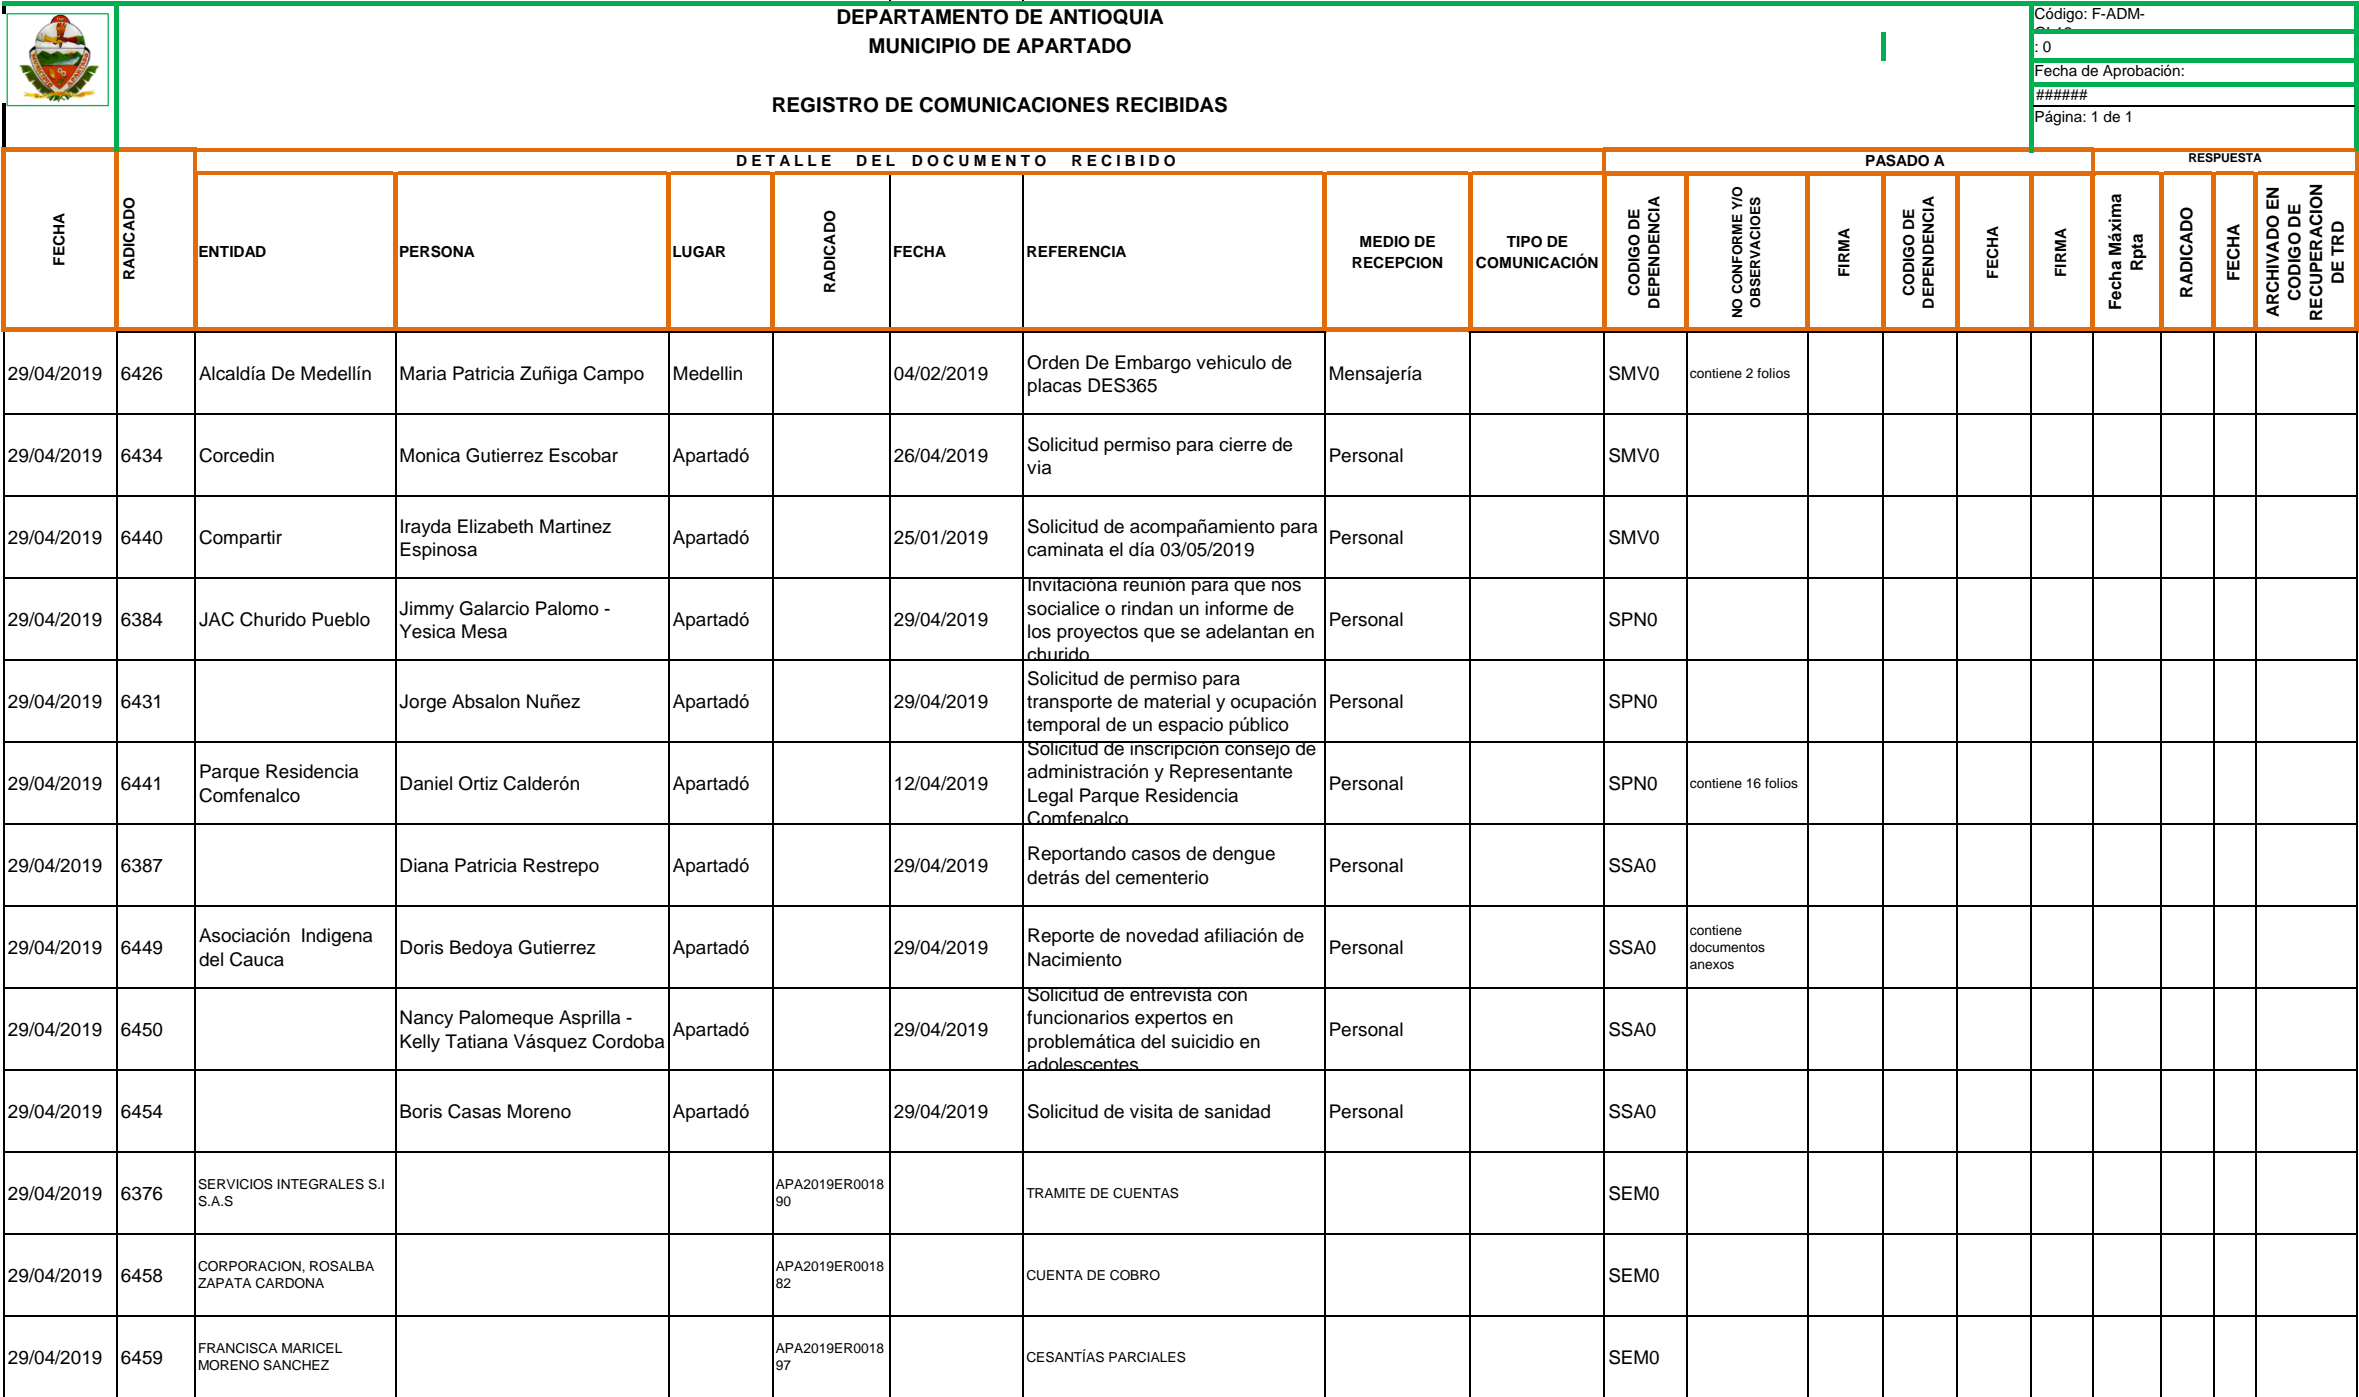 DEPARTAMENTO DE ANTIOQUIA
MUNICIPIO DE APARTADO
REGISTRO DE COMUNICACIONES RECIBIDAS
Código: F-ADM-
: 0
Fecha de Aprobación:
######
Página: 1 de 1
DETALLE DEL DOCUMENTO RECIBIDO
PASADO A
RESPUESTA
FECHA
RADICADO
ENTIDAD
PERSONA
LUGAR
RADICADO
FECHA
REFERENCIA
MEDIO DE
RECEPCION
TIPO DE
COMUNICACIÓN
CODIGO DE
DEPENDENCIA
NO CONFORME Y/O
OBSERVACIOES
FIRMA
CODIGO DE
DEPENDENCIA
FECHA
FIRMA
Fecha Máxima
Rpta
RADICADO
FECHA
ARCHIVADO EN
CODIGO DE
RECUPERACION
DE TRD
29/04/2019 6426 Alcaldía De Medellín Maria Patricia Zuñiga Campo Medellin 04/02/2019
Orden De Embargo vehiculo de
placas DES365
Mensajería SMV0 contiene 2 folios
29/04/2019 6434 Corcedin Monica Gutierrez Escobar Apartadó 26/04/2019
Solicitud permiso para cierre de
via
Personal SMV0
29/04/2019 6440 Compartir
Irayda Elizabeth Martinez
Espinosa
Apartadó 25/01/2019
Solicitud de acompañamiento para
caminata el día 03/05/2019
Personal SMV0
29/04/2019 6384 JAC Churido Pueblo
Jimmy Galarcio Palomo -
Yesica Mesa
Apartadó 29/04/2019
Invitacióna reunión para que nos
socialice o rindan un informe de
los proyectos que se adelantan en
churido
Personal SPN0
29/04/2019 6431 Jorge Absalon Nuñez Apartadó 29/04/2019
Solicitud de permiso para
transporte de material y ocupación
temporal de un espacio público
Personal SPN0
29/04/2019 6441
Parque Residencia
Comfenalco
Daniel Ortiz Calderón Apartadó 12/04/2019
Solicitud de inscripción consejo de
administración y Representante
Legal Parque Residencia
Comfenalco
Personal SPN0 contiene 16 folios
29/04/2019 6387 Diana Patricia Restrepo Apartadó 29/04/2019
Reportando casos de dengue
detrás del cementerio
Personal SSA0
29/04/2019 6449
Asociación Indigena
del Cauca
Doris Bedoya Gutierrez Apartadó 29/04/2019
Reporte de novedad afiliación de
Nacimiento
Personal SSA0
contiene
documentos
anexos
29/04/2019 6450
Nancy Palomeque Asprilla -
Kelly Tatiana Vásquez Cordoba
Apartadó 29/04/2019
Solicitud de entrevista con
funcionarios expertos en
problemática del suicidio en
adolescentes
Personal SSA0
29/04/2019 6454 Boris Casas Moreno Apartadó 29/04/2019 Solicitud de visita de sanidad Personal SSA0
29/04/2019 6376
SERVICIOS INTEGRALES S.I
S.A.S
APA2019ER0018
90
TRAMITE DE CUENTAS SEM0
29/04/2019 6458
CORPORACION, ROSALBA
ZAPATA CARDONA
APA2019ER0018
82
CUENTA DE COBRO SEM0
29/04/2019 6459
FRANCISCA MARICEL
MORENO SANCHEZ
APA2019ER0018
97
CESANTÍAS PARCIALES SEM0